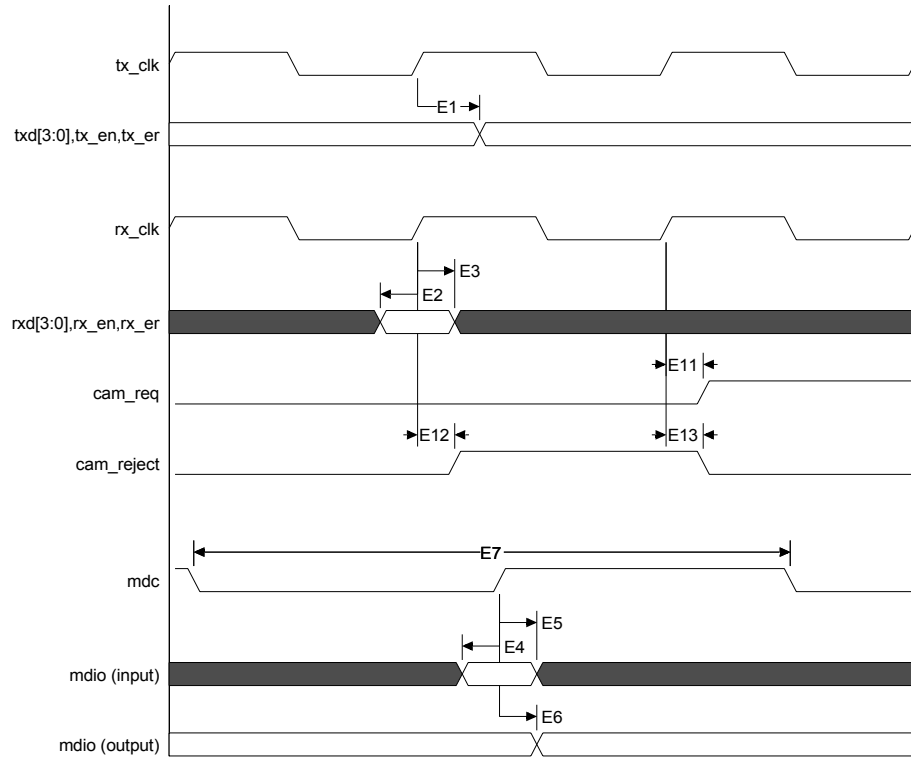 tx_clk
E1
txd[3:0],tx_en,tx_er
rx_clk
E3
E2
rxd[3:0],rx_en,rx_er
E11
cam_req
E12
E13
cam_reject
E7
mdc
E5
E4
mdio (input)
E6
mdio (output)